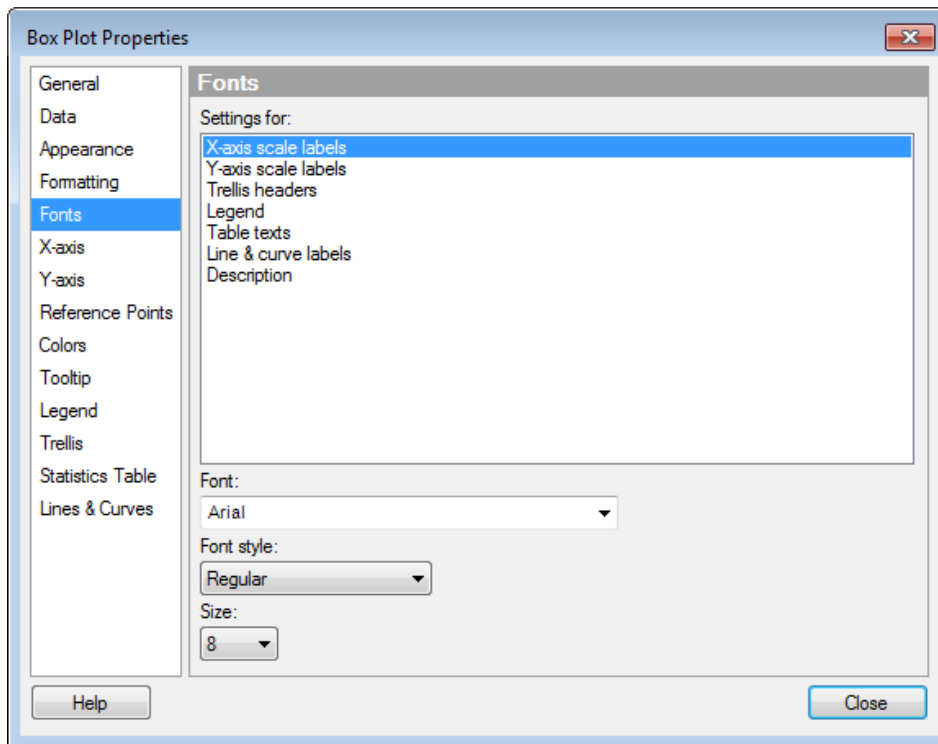 Box Plot Properties
General
Data
Appearance
Formatting
Fonts
X-axis
Y-axis
Reference Points
Colors
Tooltip
Legend
Trellis
Statistics Table
Lines & Curves
Fonts
Settings for:
X-axis scale labels
Y-axis scale labels
Trellis headers
Legend
Table texts
Line & curve labels
Description
Font:
Arial
Font style:
Regular
Size:
8
Help
Close